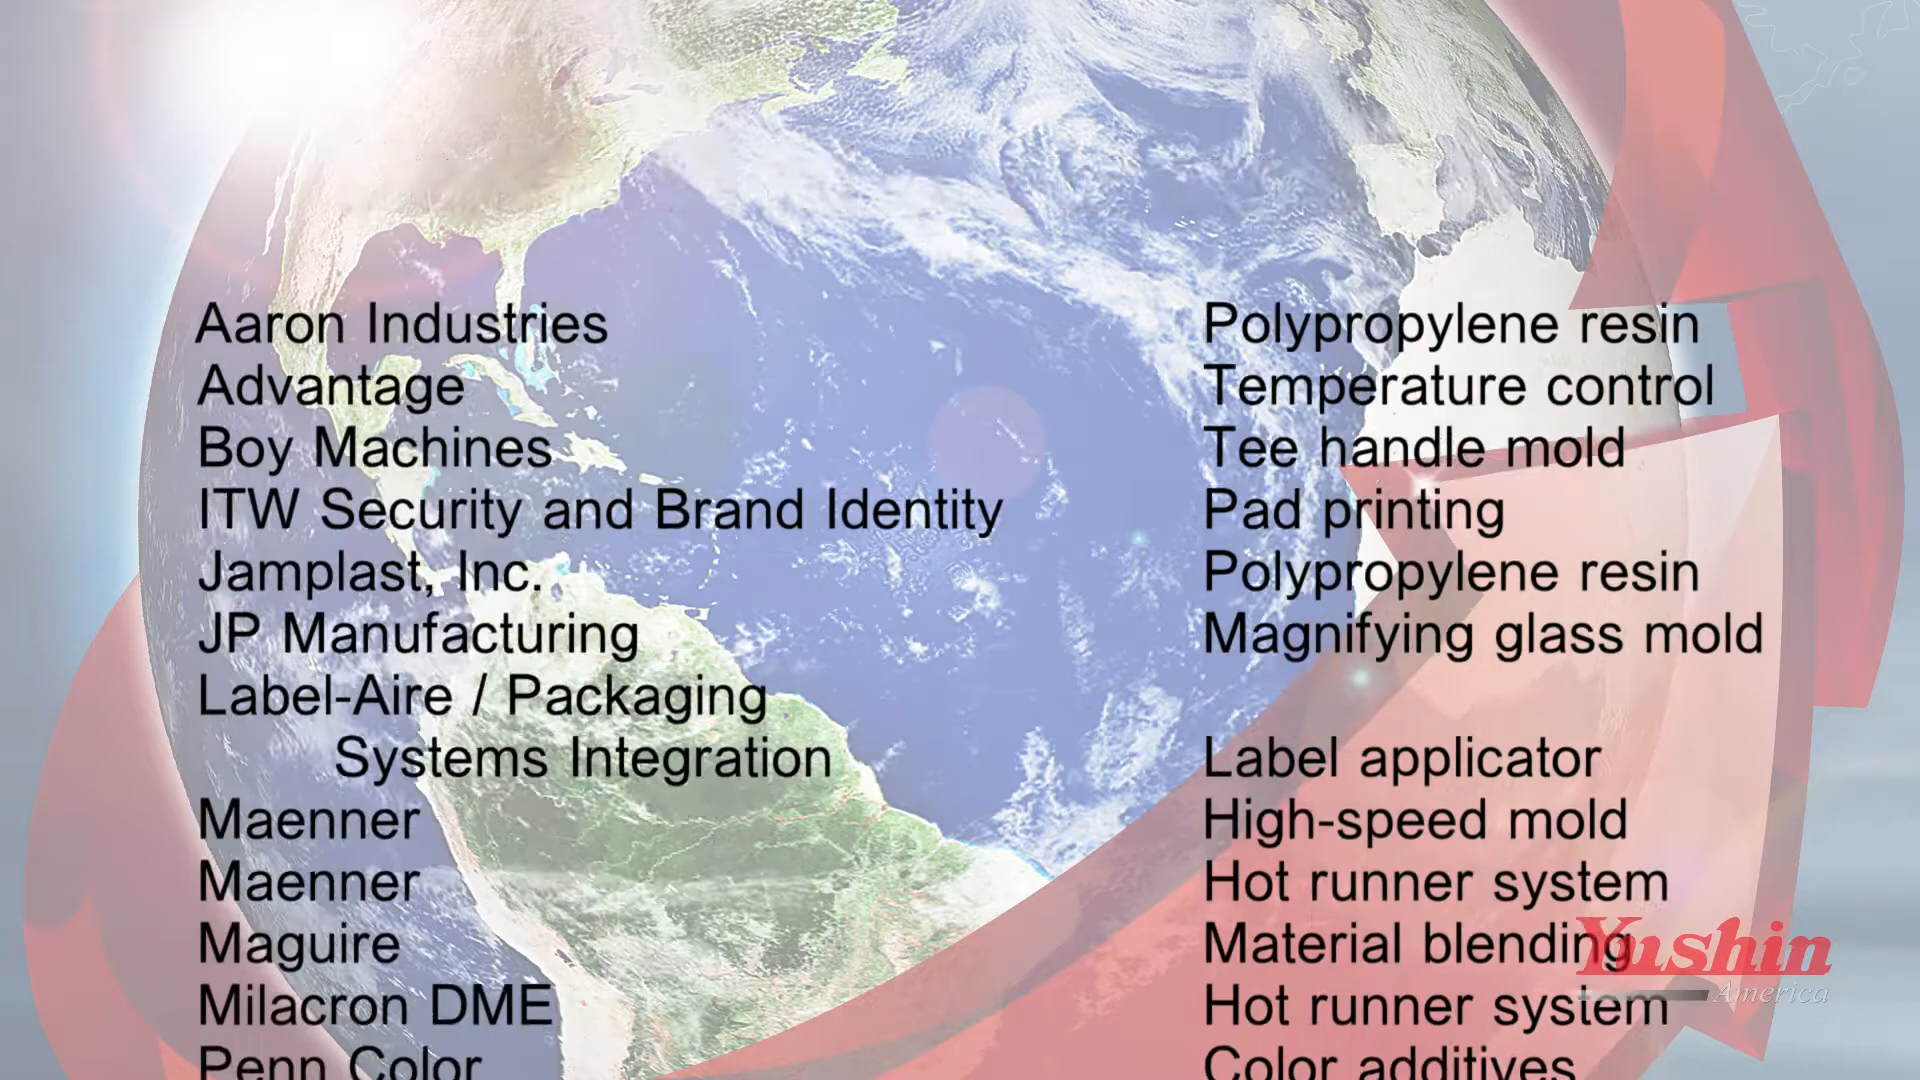 Aaron Industries Polypropylene resin
Advantage Temperature control
Boy Machines Tee handle mold
ITW Security and Brand Identity Pad printing
Jamplast, Inc. Polypropylene resin
JP Manufacturing Magnifying glass mold
Label-Aire / Packaging
Systems Integration Label applicator
Maenner High-speed mold
Maenner Hot runner system
Maguire Material blending
Milacron DME Hot runner system
Penn Color Color additives
Yushin
America